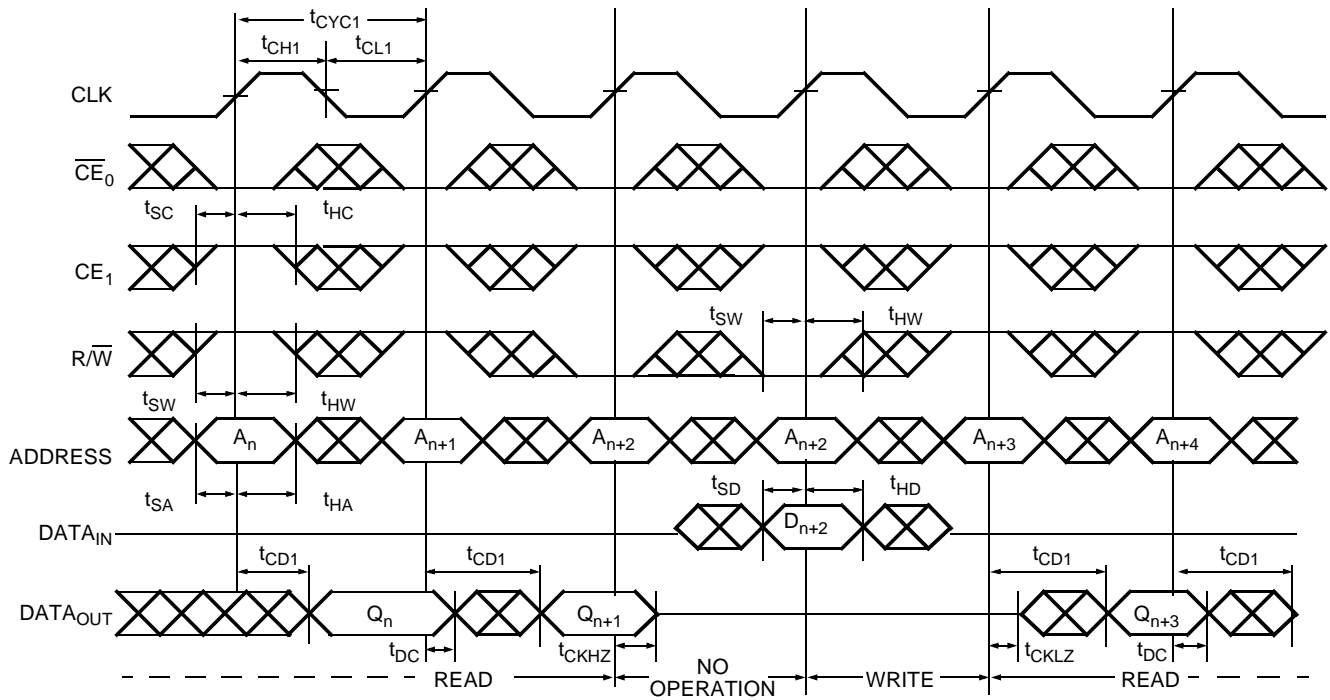 tCYC1
tCH1 tCL1
CLK
CE0
tSC tHC
CE1
tSW tHW
R/W
tSW tHW
An An+1 An+2 An+2 An+3 An+4
ADDRESS
tSA tHA tSD tHD
DATAIN Dn+2
tCD1 tCD1 tCD1 tCD1
DATAOUT Qn Qn+1 Qn+3
tDC tCKHZ tCKLZ tDC
READ NO OPERATION WRITE READ